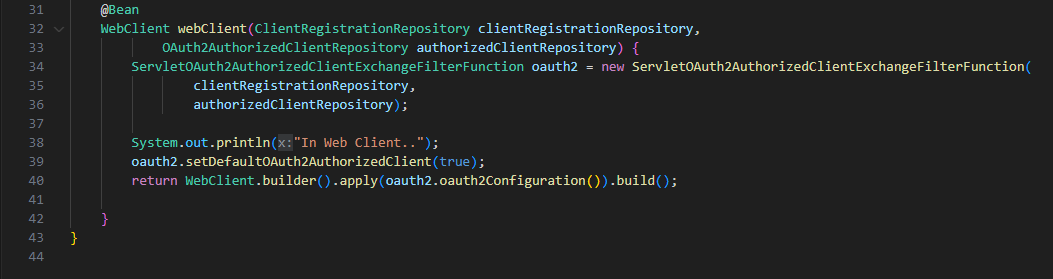 31 @Bean
32 WebClient webClient(ClientRegistrationRepository clientRegistrationRepository,
33 OAuth2AuthorizedClientRepository authorizedClientRepository) {
34 ServletOAuth2AuthorizedClientExchangeFilterFunction oauth2 = new ServletOAuth2AuthorizedClientExchangeFilterFunction(
35 clientRegistrationRepository,
36 authorizedClientRepository);
37
38 System.out.println(x:"In Web Client..");
39 oauth2.setDefaultOAuth2AuthorizedClient(true);
40 return WebClient.builder().apply(oauth2.oauth2Configuration()).build();
41
42 }
43 }
44